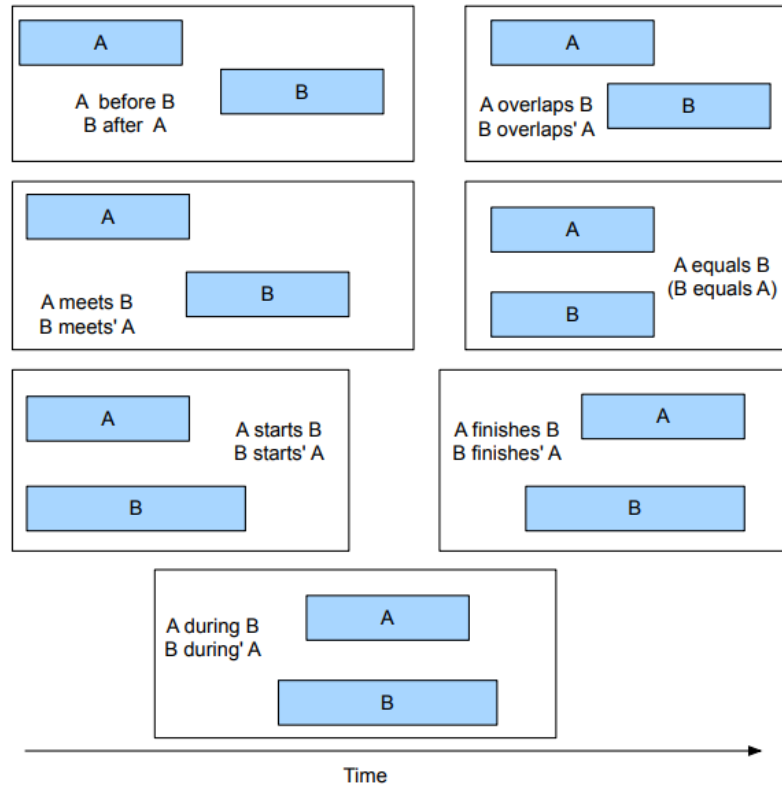 A
B
A before B
B after A
A
B
A overlaps B
B overlaps' A
A
B
A meets B
B meets' A
A
B
A equals B
(B equals A)
A
B
A starts B
B starts' A
A
B
A finishes B
B finishes' A
A
B
A during B
B during' A
Time